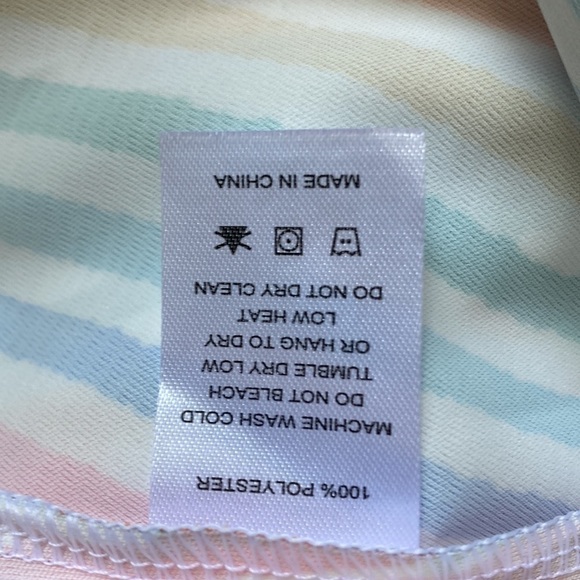 100% POLYESTER
MACHINE WASH COLD
DO NOT BLEACH
TUMBLE DRY LOW
OR HANG TO DRY
LOW HEAT
DO NOT DRY CLEAN
MADE IN CHINA